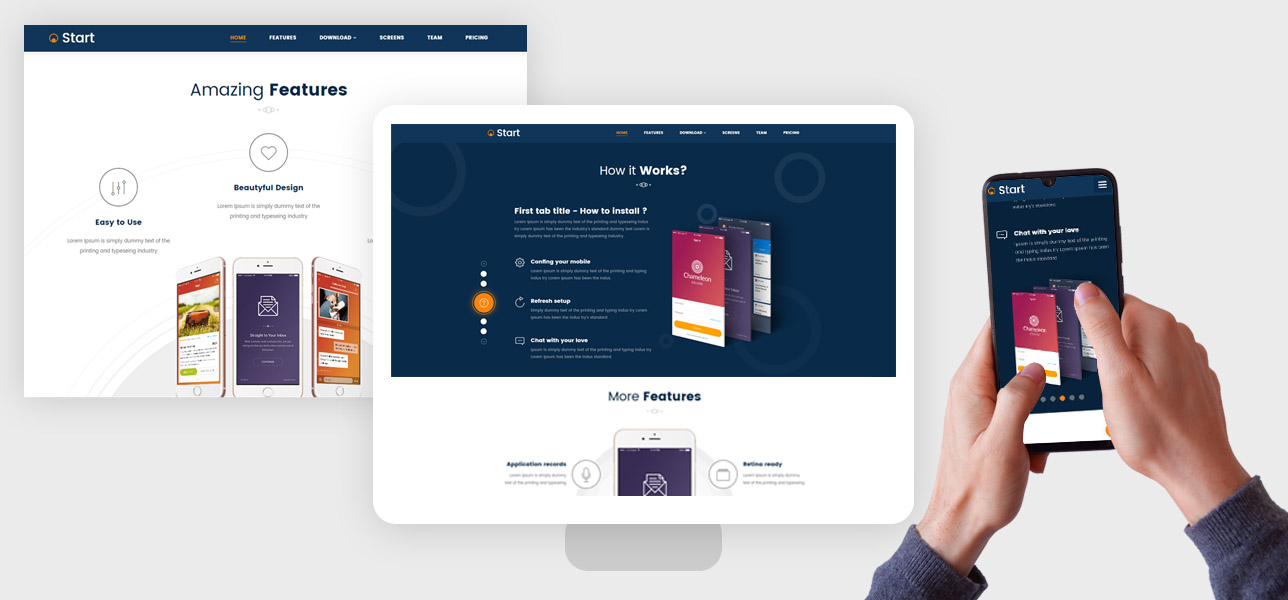 Start
HOME FEATURES DOWNLOAD SCREENS TEAM PRICING
Amazing Features
Beautyful Design
Lorem Ipsum is simply dummy text of the
printing and typeseing industry
Easy to Use
Lorem Ipsum is simply dummy text of the
printing and typeseing industry
Lo
Straight to Your Inbox
Start
HOME FEATURES DOWNLOAD SCREENS TEAM PRICING
How it Works?
First tab title - How to install ?
Lorem Ipsum is simply dummy text of the printing and typeseing Indus
try Lorem Ipsum has been the industry's standard dummy text Lorem Is
simply dummy text of the printing and typeseing industry
Confing your mobile
Lorem Ipsum is simply dummy text of the printing and typing
indus try Lorem Ipsum has been the indus
Refresh setup
Simply dummy text of the printing and typing indus try Lorem
Ipsum has been the indus try's standard
Chat with your love
Lorem Ipsum is simply dummy text of the printing and typing indus try
Lorem Ipsum has been the indus standard
Chameleon
More Features
Application records
Lorem Ipsum is simply dummy
text of the printing and typeseing
Retina ready
Lorem Ipsum is simply dummy
text of the printing and typeseing
Start
indus try's standard
Chat with your love
Ipsum is simply dummy text of the printing
and typing indus try Lorem Ipsum has been
the indus standard
Chameleon